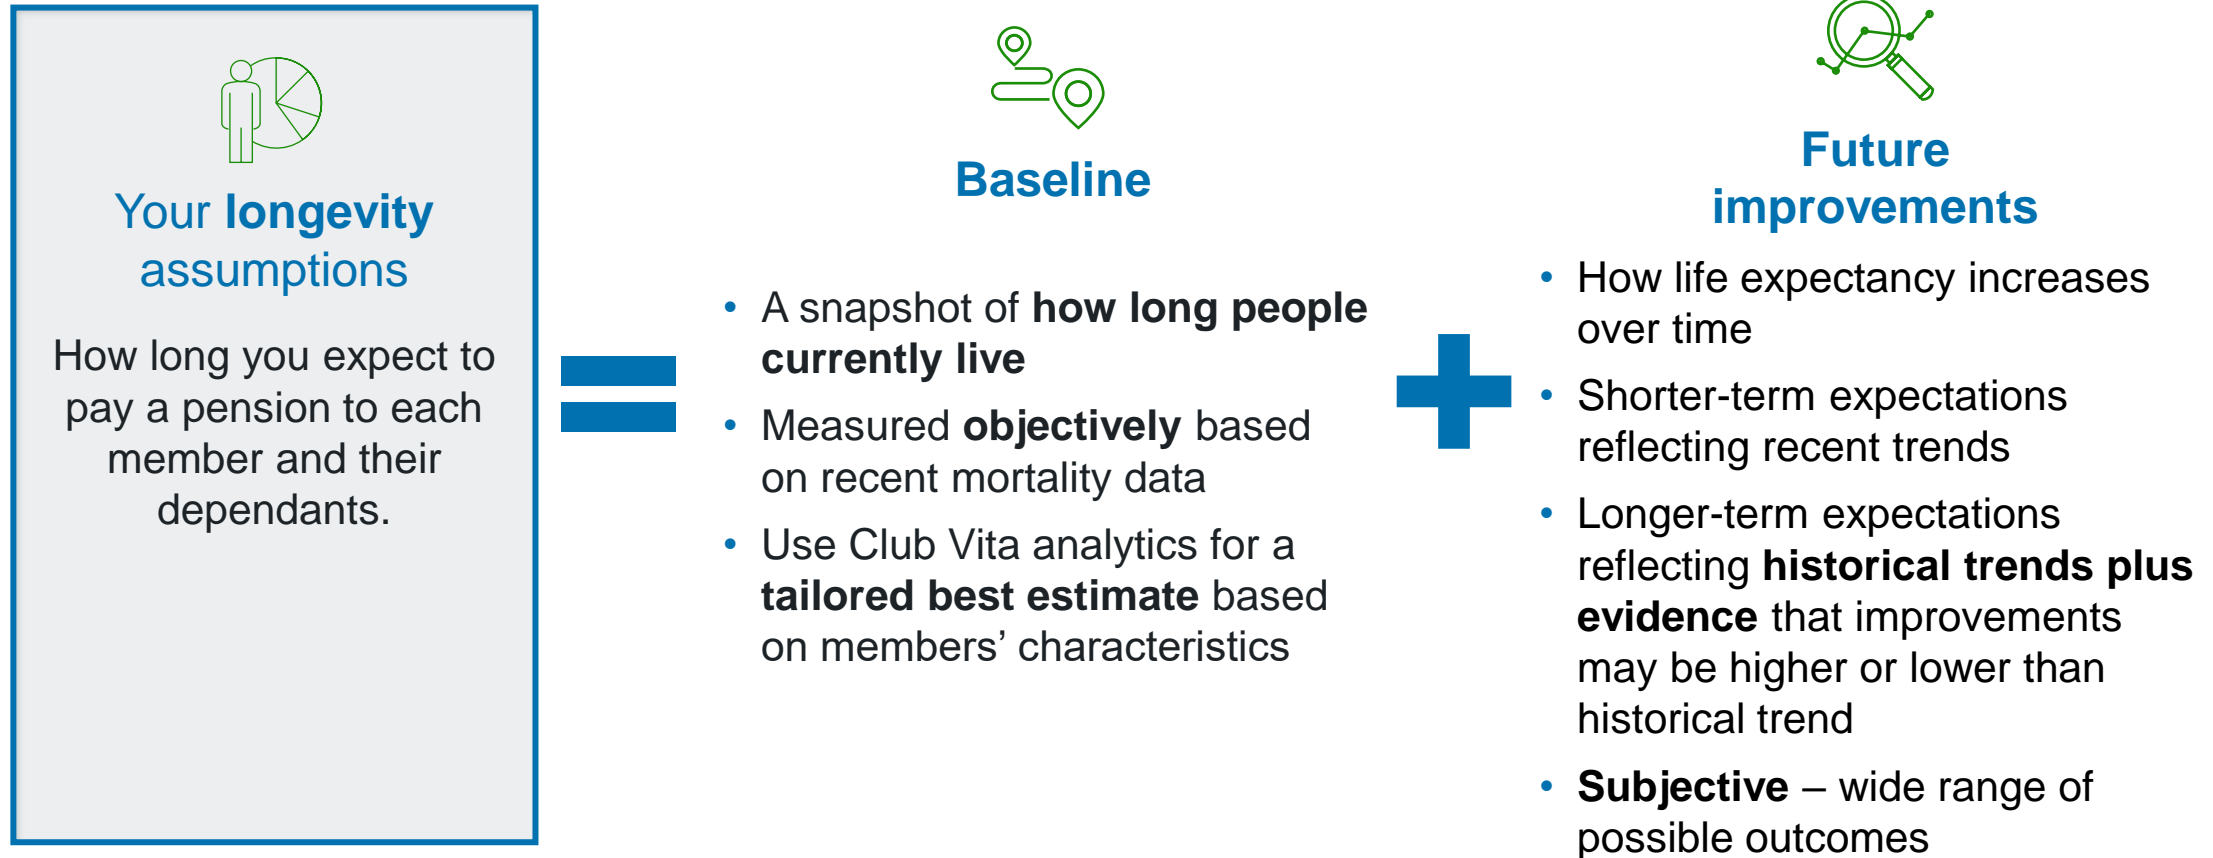 Your longevity
assumptions
How long you expect to
pay a pension to each
member and their
dependants.
Baseline
• A snapshot of how long people
currently live
• Measured objectively based
on recent mortality data
• Use Club Vita analytics for a
tailored best estimate based
on members’ characteristics
Future
improvements
• How life expectancy increases
over time
• Shorter-term expectations
reflecting recent trends
• Longer-term expectations
reflecting historical trends plus
evidence that improvements
may be higher or lower than
historical trend
• Subjective – wide range of
possible outcomes